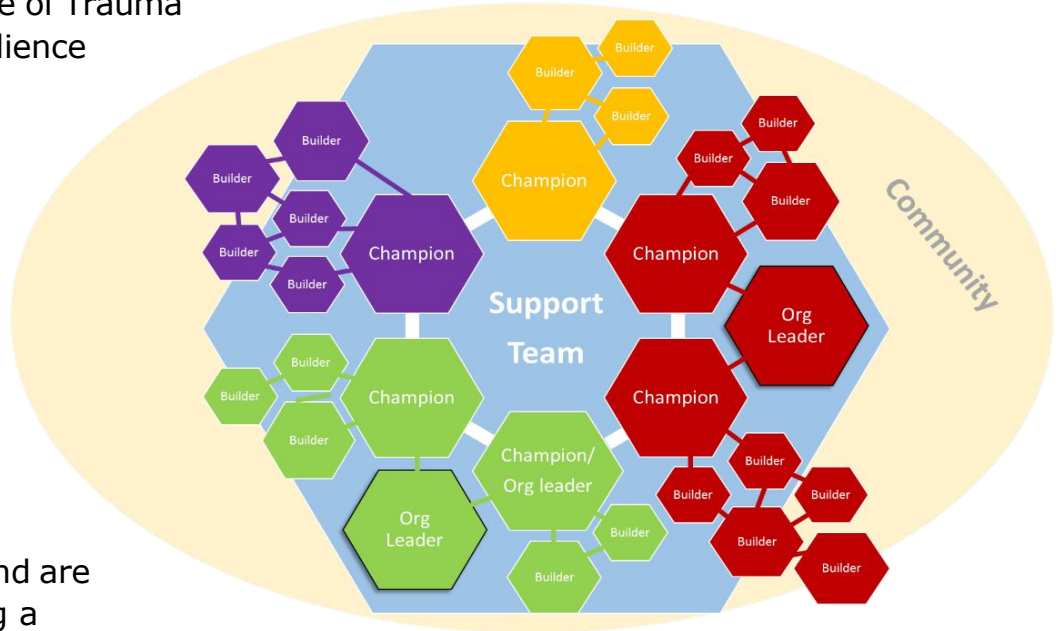 e of Trauma
lience
Builder
Builder
Builder
Builder
Champion
Builder
Builder
Builder
Builder
Builder
Builder
Builder
Builder
Champion
Champion
Community
Support
Team
Org
Leader
Builder
Builder
Builder
Champion
Champion
Champion/
Org leader
Org
Leader
Builder
Builder
Builder
Builder
Builder
Builder
Builder
nd are
g a